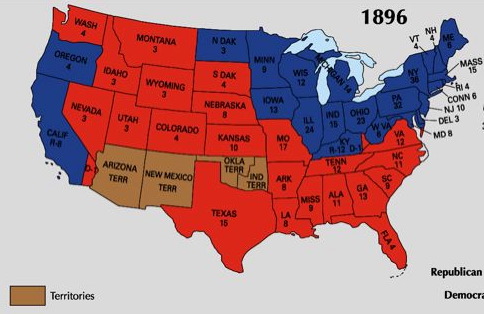 1896
WASH
4
OREGON
4
CALIF
R-8
D-1
NEVADA
3
IDAHO
3
MONTANA
3
WYOMING
3
UTAH
3
COLORADO
4
ARIZONA
TERR
NEW MEXICO
TERR
N DAK
3
S DAK
4
NEBRASKA
8
KANSAS
10
OKLA
TERR
IND
TERR
TEXAS
15
MINN
9
IOWA
13
MO
17
ARK
8
LA
8
WIS
12
ILL
24
MICHIGAN 14
IND
15
OHIO
23
KY
R-12 D-1
TENN
12
MISS
9
ALA
11
GA
13
FLA 4
SC
9
NC
11
VA
12
W VA
6
PA
32
NY
36
VT
4
NH
4
ME
6
MASS
15
RI 4
CONN 6
NJ 10
DEL 3
MD 8
Republican
Territories
Democra